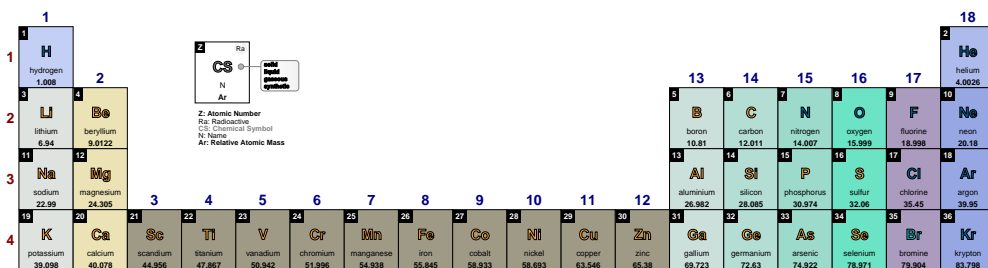 1 18
1 2
1 H He
hydrogen helium
1.008 2 13 14 15 16 17 4.0026
3 4 5 6 7 8 9 10
2 Li Be B C N O F Ne
lithium beryllium boron carbon nitrogen oxygen fluorine neon
6.94 9.0122 10.81 12.011 14.007 15.999 18.998 20.18
Z Ra
CS
solid
liquid
gaseous
synthetic
N
Ar
Z: Atomic Number
Ra: Radioactive
CS: Chemical Symbol
N: Name
Ar: Relative Atomic Mass
11 12 13 14 15 16 17 18
3 Na Mg Al Si P S Cl Ar
sodium magnesium aluminium silicon phosphorus sulfur chlorine argon
22.99 24.305 3 4 5 6 7 8 9 10 11 12 26.982 28.085 30.974 32.06 35.45 39.95
19 20 21 22 23 24 25 26 27 28 29 30 31 32 33 34 35 36
4 K Ca Sc Ti V Cr Mn Fe Co Ni Cu Zn Ga Ge As Se Br Kr
potassium calcium scandium titanium vanadium chromium manganese iron cobalt nickel copper zinc gallium germanium arsenic selenium bromine krypton
39.098 40.078 44.956 47.867 50.942 51.996 54.938 55.845 58.933 58.693 63.546 65.38 69.723 72.63 74.922 78.971 79.904 83.798